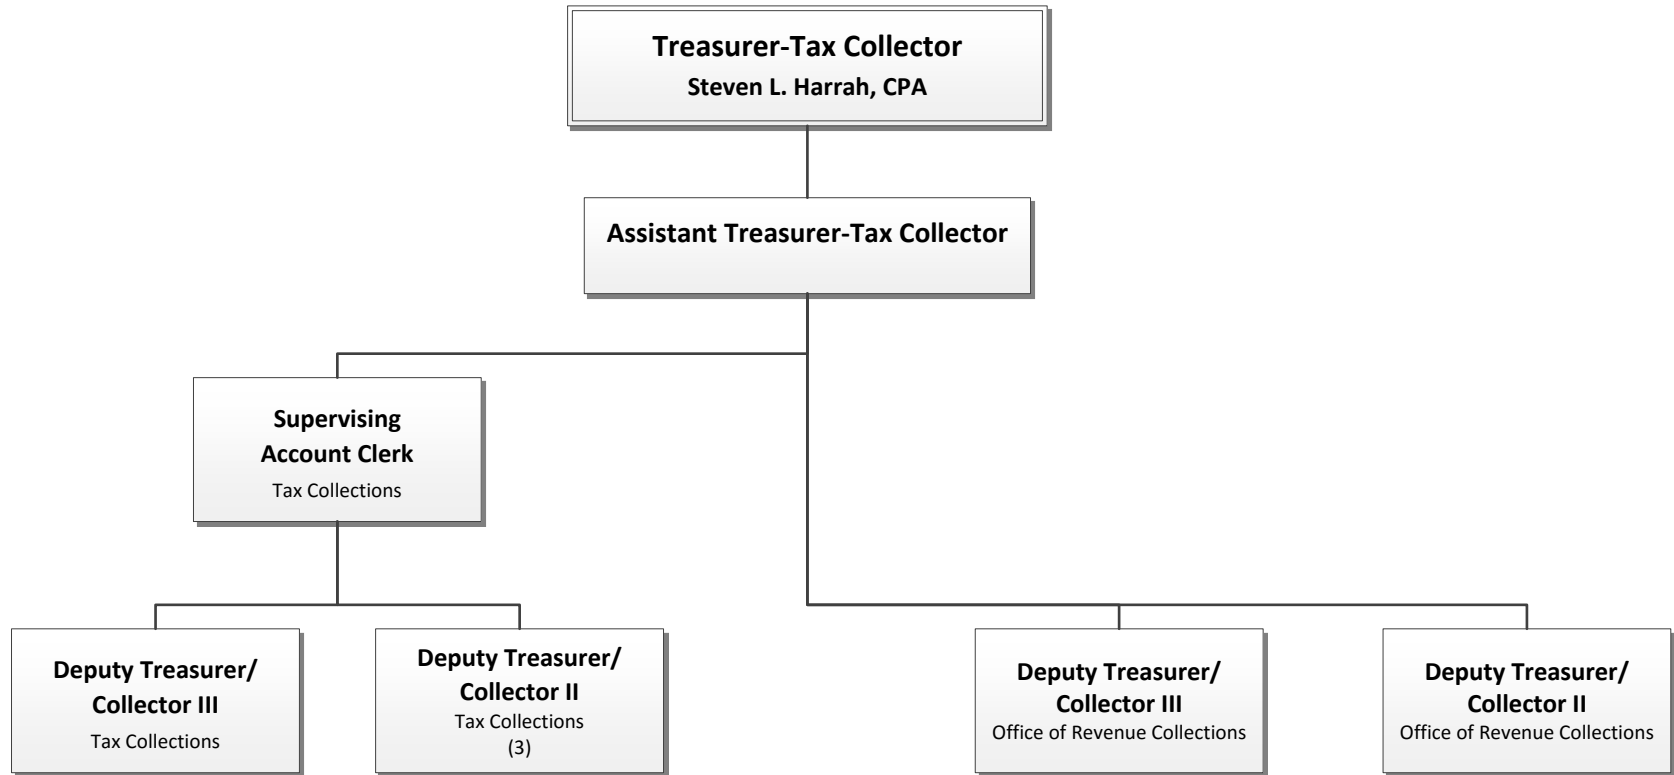 Treasurer-Tax Collector
Steven L. Harrah, CPA
Assistant Treasurer-Tax Collector
Supervising
Account Clerk
Tax Collections
Deputy Treasurer/
Collector III
Tax Collections
Deputy Treasurer/
Collector II
Tax Collections
(3)
Deputy Treasurer/
Collector III
Office of Revenue Collections
Deputy Treasurer/
Collector II
Office of Revenue Collections